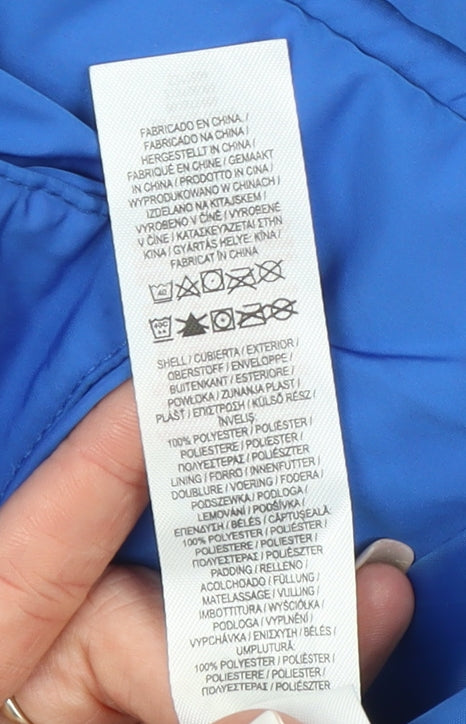 FABRICADO EN CHINA. /
FABRICADO NA CHINA /
HERGESTELLT IN CHINA /
FABRIQUÉ EN CHINE / GEMAAKT
IN CHINA / PRODOTTO IN CINA /
WYPRODUKOWANO W CHINACH /
IZDELANO NA KITAJSKEM /
VYROBENO V ČÍNĚ / VYROBENÉ
V ČÍNE / ΚΑΤΑΣΚΕΥΑΖΕΤΑΙ ΣΤΗΝ
ΚΙΝΑ / GYÁRTÁS HELYE: KÍNA /
FABRICAT ÎN CHINA
40
40C
SHELL / CUBIERTA / EXTERIOR /
OBERSTOFF / ENVELOPPE /
BUITENKANT / ESTERIORE /
POWŁOKA / ZUNANJA PLAST /
PLÁŠŤ / ΕΠΙΣΤΡΩΣΗ / KÜLSŐ RÉSZ /
ÎNVELIȘ:
100% POLYESTER / POLIÉSTER /
POLIESTERE / POLIESTER /
ΠΟΛΥΕΣΤΕΡΑΣ / POLIÉSZTER
LINING / FORRO / INNENFUTTER /
DOUBLURE / VOERING / FODERA /
PODSZEWKA / PODLOGA /
LEMOVÁNÍ / PODŠÍVKA /
ΕΠΕΝΔΥΣΗ / BÉLÉS / CĂPTUȘEALĂ:
100% POLYESTER / POLIÉSTER /
POLIESTERE / POLIESTER /
ΠΟΛΥΕΣΤΕΡΑΣ / POLIÉSZTER
PADDING / RELLENO /
ACOLCHOADO / FÜLLUNG /
MATELASSAGE / VULLING /
IMBOTTITURA / WYŚCIÓŁKA /
PODLOGA / VYPLNĚNÍ /
VYPCHÁVKA / ΕΝΙΣΧΥΣΗ / BÉLÉS /
UMPLUTURĂ:
100% POLYESTER / POLIÉSTER /
POLIESTERE / POLIESTER /
ΠΟΛΥΕΣΤΕΡΑΣ / POLIÉSZTER